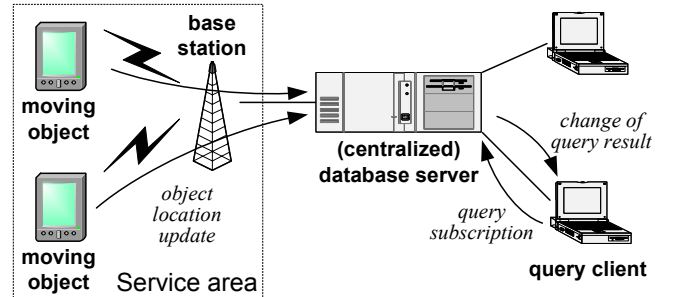 base
station
moving
object
(centralized)
database server
change of
query result
object
location
update
query
subscription
moving
object
Service area
query client